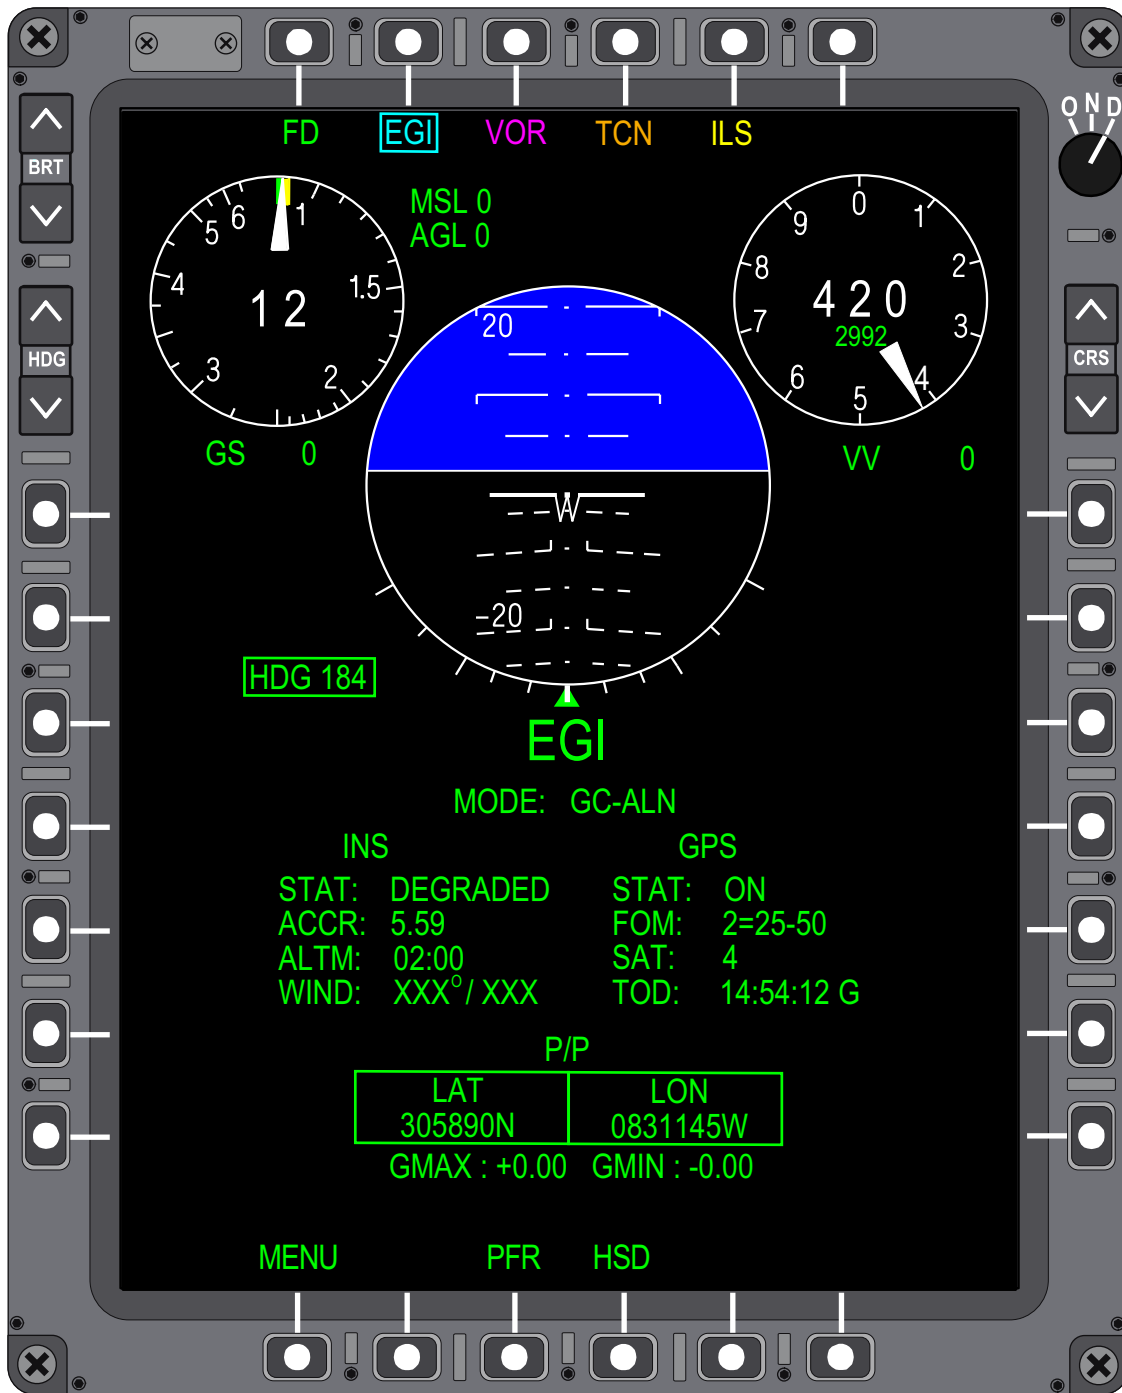 O N D
FD EGI VOR TCN ILS
BRT
MSL 0
AGL 0
1
1.5
2
3
4
5
6
12
0
1
2
3
4
5
6
7
8
9
420
2992
HDG
CRS
GS 0
VV 0
20
-20
HDG 184
EGI
MODE: GC-ALN
INS GPS
STAT: DEGRADED STAT: ON
ACCR: 5.59 FOM: 2=25-50
ALTM: 02:00 SAT: 4
WIND: XXX°/ XXX TOD: 14:54:12 G
P/P
LAT LON
305890N 0831145W
GMAX : +0.00 GMIN : -0.00
MENU PFR HSD